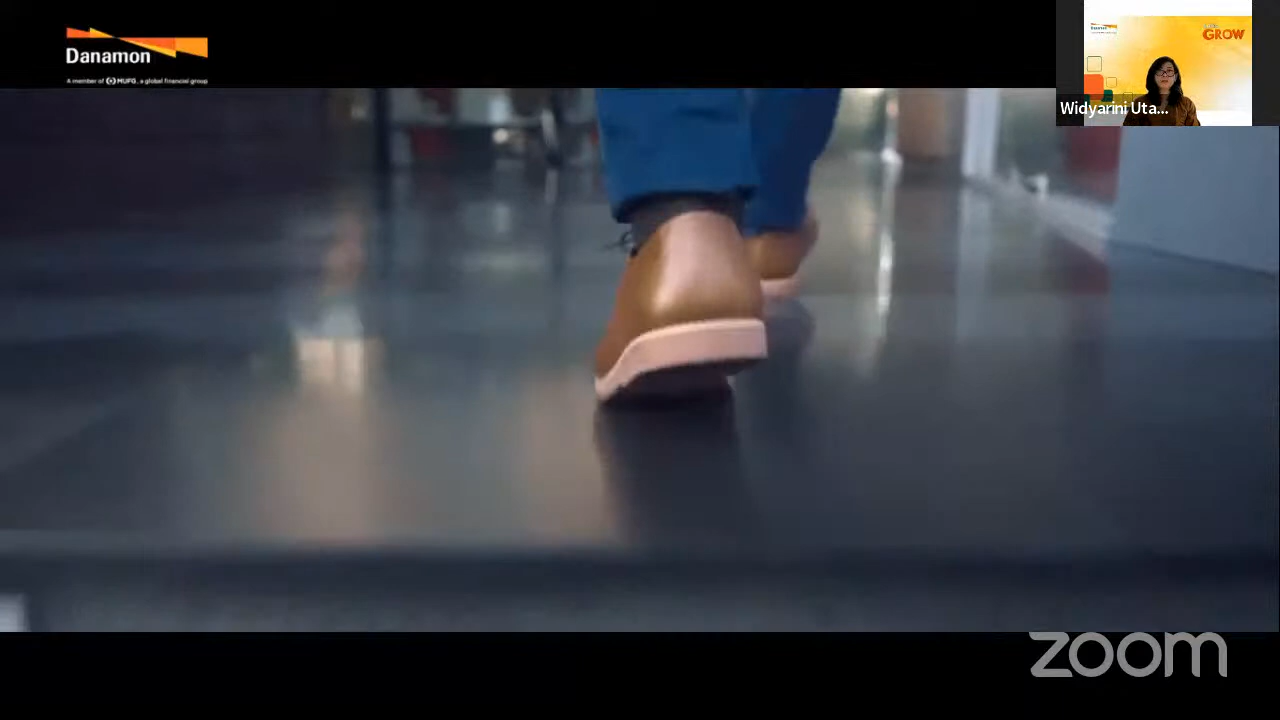 Danamon
A member of MUFG, a global financial group
GROW
Widyarini Uta...
zoom